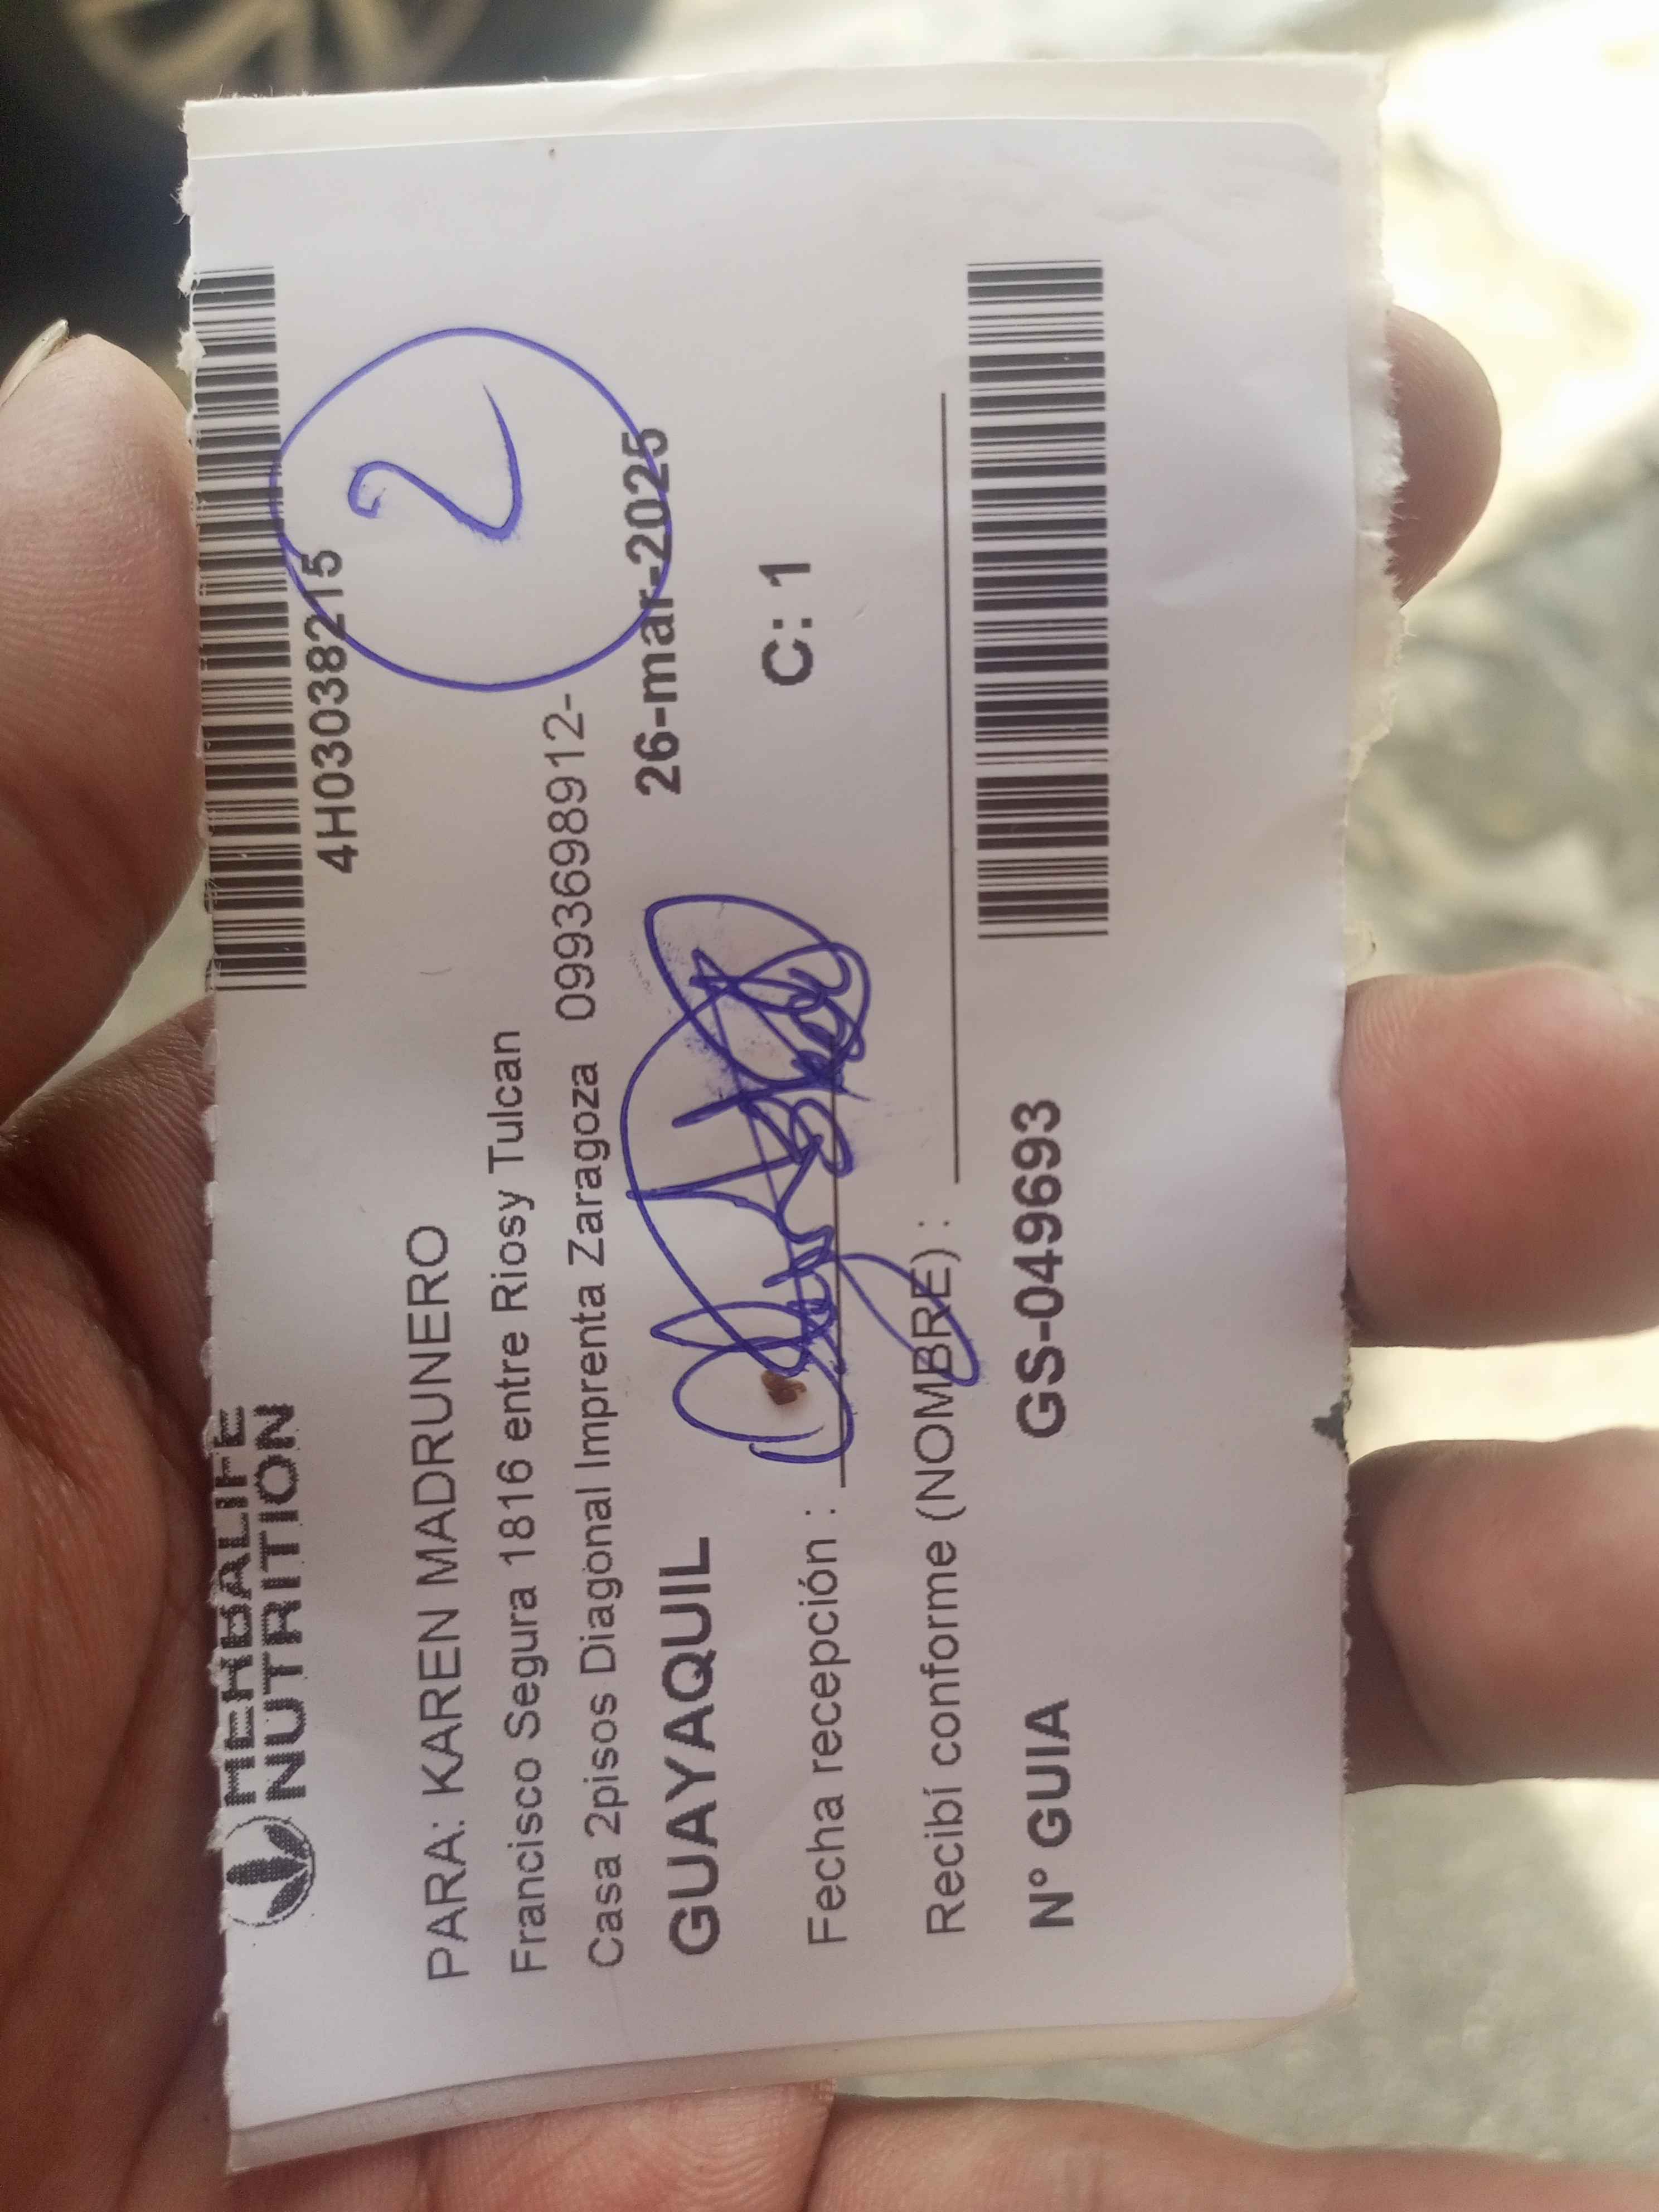 HERBALIFE
NUTRITION
4H03038215
2
PARA: KAREN MADRUNERO
Francisco Segura 1816 entre Riosy Tulcan
Casa 2pisos Diagonal Imprenta Zaragoza 0993698912-
GUAYAQUIL 26-mar-2025
C: 1
Fecha recepción :
Recibí conforme (NOMBRE) :
N° GUIA GS-049693